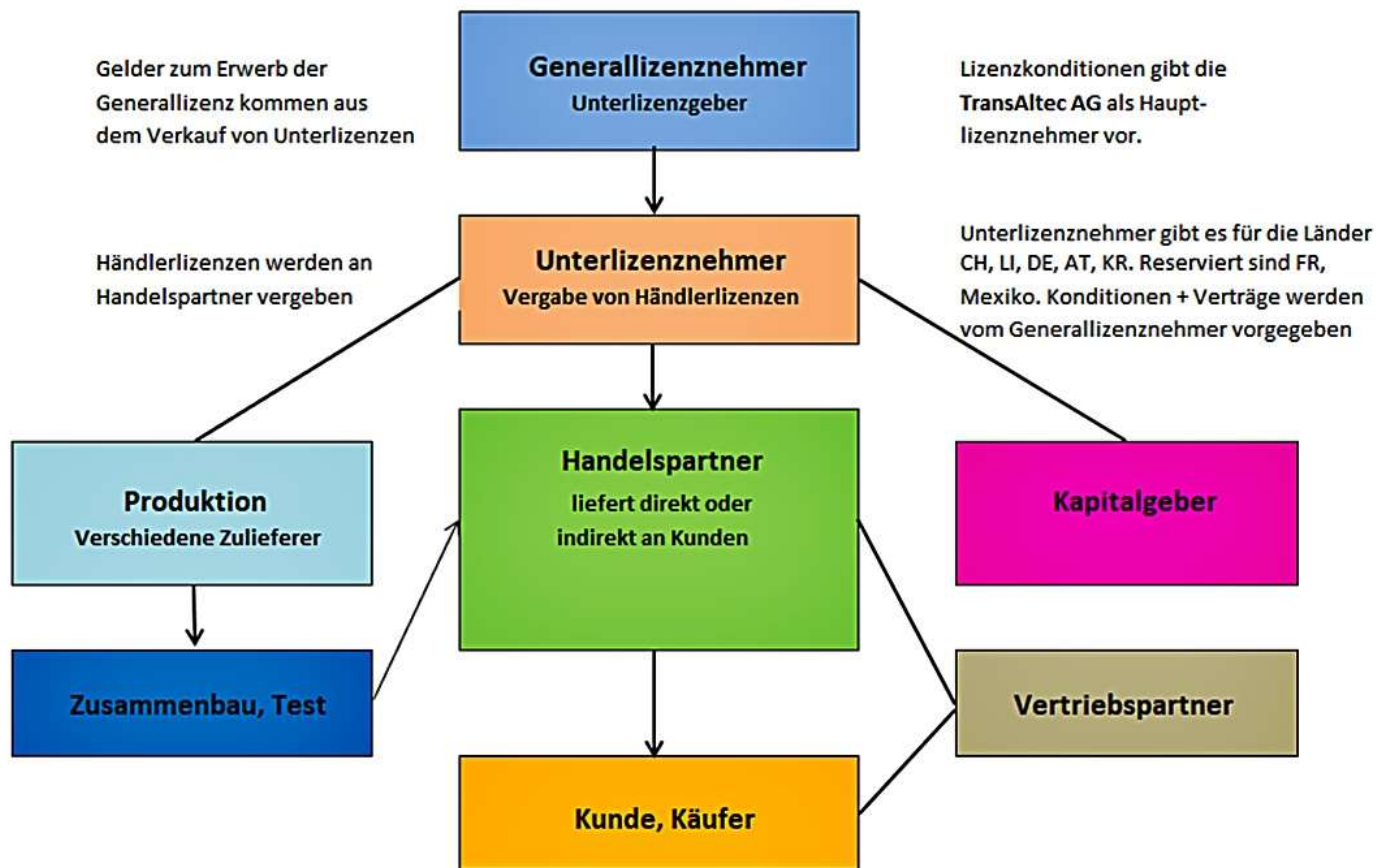 Gelder zum Erwerb der
Generallizenz kommen aus
dem Verkauf von Unterlizenzen
Generallizenznehmer
Unterlizenzgeber
Lizenzkonditionen gibt die
TransAltec AG als Haupt-
lizenznehmer vor.
Händlerlizenzen werden an
Handelspartner vergeben
Unterlizenznehmer
Vergabe von Händlerlizenzen
Unterlizenznehmer gibt es für die Länder
CH, LI, DE, AT, KR. Reserviert sind FR,
Mexiko. Konditionen + Verträge werden
vom Generallizenznehmer vorgegeben
Produktion
Verschiedene Zulieferer
Handelspartner
liefert direkt oder
indirekt an Kunden
Kapitalgeber
Zusammenbau, Test
Vertriebspartner
Kunde, Käufer